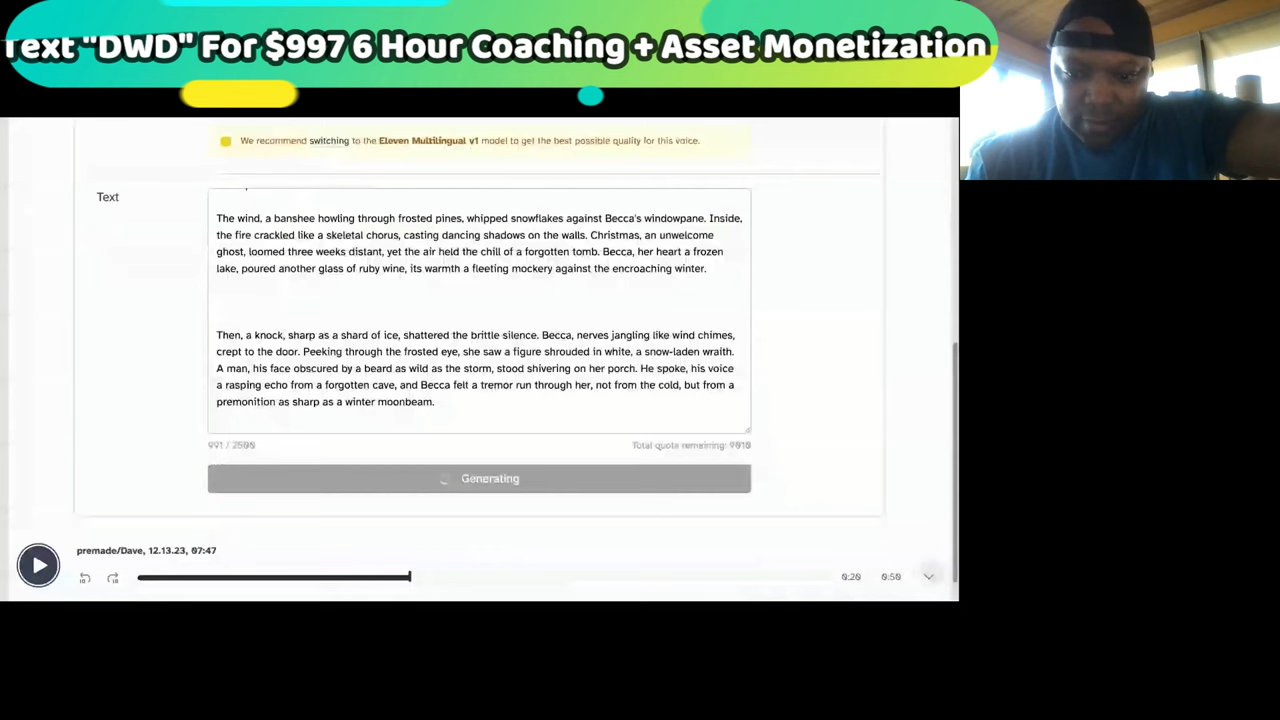 Text "DWD" For $997 6 Hour Coaching + Asset Monetization
We recommend switching to the Eleven Multilingual v1 model to get the best possible quality for this voice.
Text
The wind, a banshee howling through frosted pines, whipped snowflakes against Becca's windowpane. Inside,
the fire crackled like a skeletal chorus, casting dancing shadows on the walls. Christmas, an unwelcome
ghost, loomed three weeks distant, yet the air held the chill of a forgotten tomb. Becca, her heart a frozen
lake, poured another glass of ruby wine, its warmth a fleeting mockery against the encroaching winter.
Then, a knock, sharp as a shard of ice, shattered the brittle silence. Becca, nerves jangling like wind chimes,
crept to the door. Peeking through the frosted eye, she saw a figure shrouded in white, a snow-laden wraith.
A man, his face obscured by a beard as wild as the storm, stood shivering on her porch. He spoke, his voice
a rasping echo from a forgotten cave, and Becca felt a tremor run through her, not from the cold, but from a
premonition as sharp as a winter moonbeam.
991 / 2500
Total quota remaining: 9010
Generating
premade/Dave, 12.13.23, 07:47
10
10
0:20
0:50